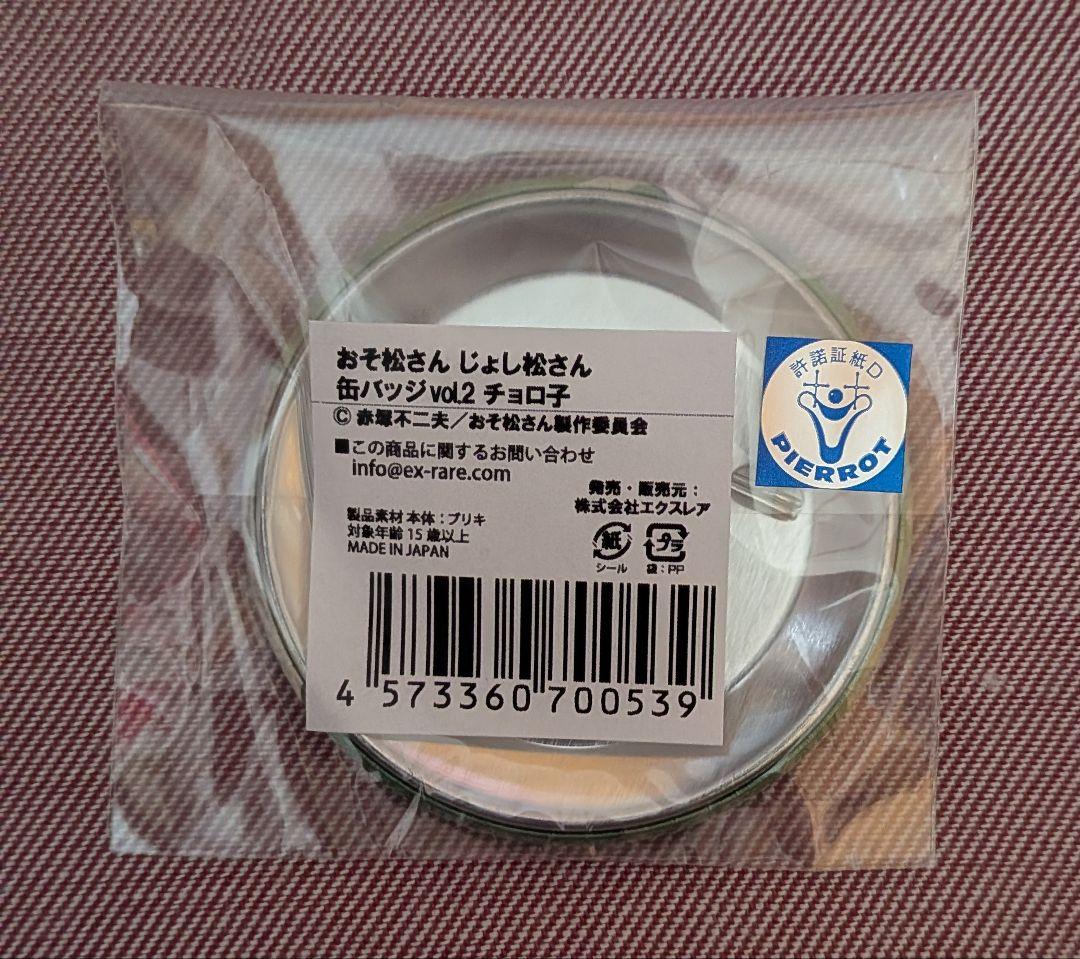 おそ松さん じょし松さん
缶バッジvol.2 チョロ子
© 赤塚不二夫／おそ松さん製作委員会
■この商品に関するお問い合わせ
info@ex-rare.com
発売・販売元：
株式会社エクスレア
製品素材 本体：ブリキ
対象年齢 15歳以上
MADE IN JAPAN
紙
シール
プラ
袋：PP
4 573360 700539
許諾証紙D
PIERROT